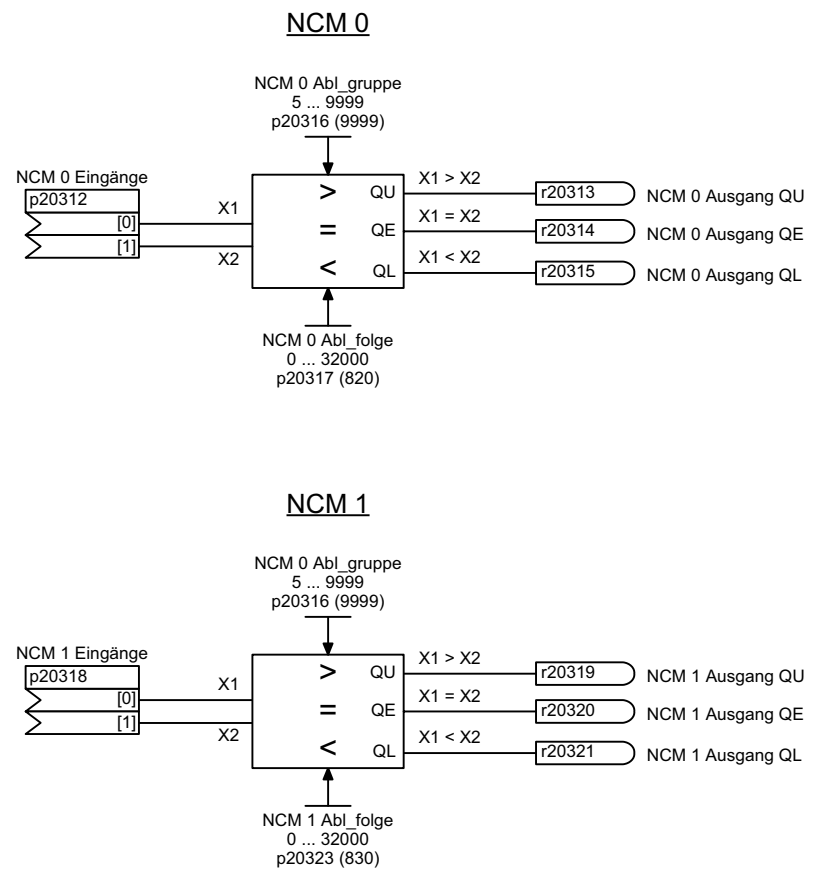 NCM 0
NCM 0 Abl_gruppe
5 ... 9999
p20316 (9999)
NCM 0 Eingänge
p20312
[0]
[1]
X1
X2
> QU
= QE
< QL
X1 > X2
X1 = X2
X1 < X2
r20313 NCM 0 Ausgang QU
r20314 NCM 0 Ausgang QE
r20315 NCM 0 Ausgang QL
NCM 0 Abl_folge
0 ... 32000
p20317 (820)
NCM 1
NCM 0 Abl_gruppe
5 ... 9999
p20316 (9999)
NCM 1 Eingänge
p20318
[0]
[1]
X1
X2
> QU
= QE
< QL
X1 > X2
X1 = X2
X1 < X2
r20319 NCM 1 Ausgang QU
r20320 NCM 1 Ausgang QE
r20321 NCM 1 Ausgang QL
NCM 1 Abl_folge
0 ... 32000
p20323 (830)